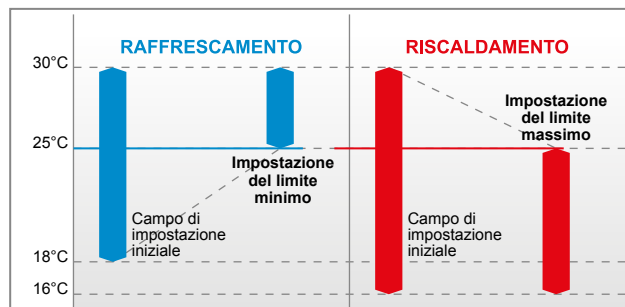 RAFFRESCAMENTO
RISCALDAMENTO
30°C
25°C
18°C
16°C
Impostazione
del limite
minimo
Campo di
impostazione
iniziale
Impostazione
del limite
massimo
Campo di
impostazione
iniziale